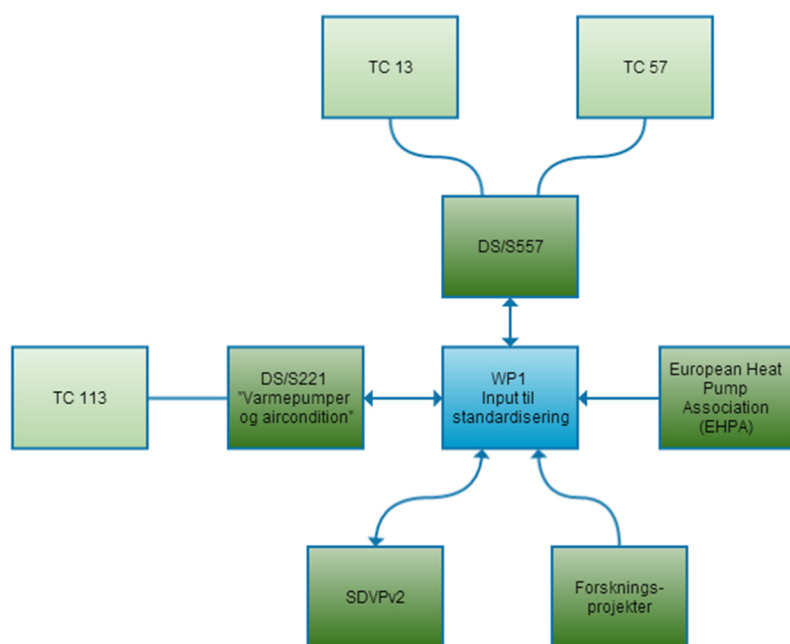 TC 13
TC 57
DS/S557
TC 113
DS/S221
"Varmepumper
og aircondition"
WP1
Input til
standardisering
European Heat
Pump
Association
(EHPA)
SDVPv2
Forsknings-
projekter